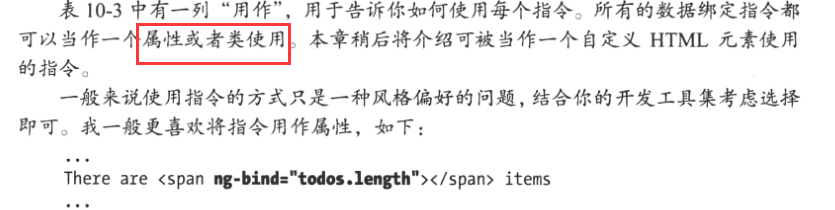 表 10-3 中有一列“用作”，用于告诉你如何使用每个指令。所有的数据绑定指令都
可以当作一个属性或者类使用。本章稍后将介绍可被当作一个自定义 HTML 元素使用
的指令。
一般来说使用指令的方式只是一种风格偏好的问题，结合你的开发工具集考虑选择
即可。我一般更喜欢将指令用作属性，如下：
...
There are <span ng-bind="todos.length"></span> items
...